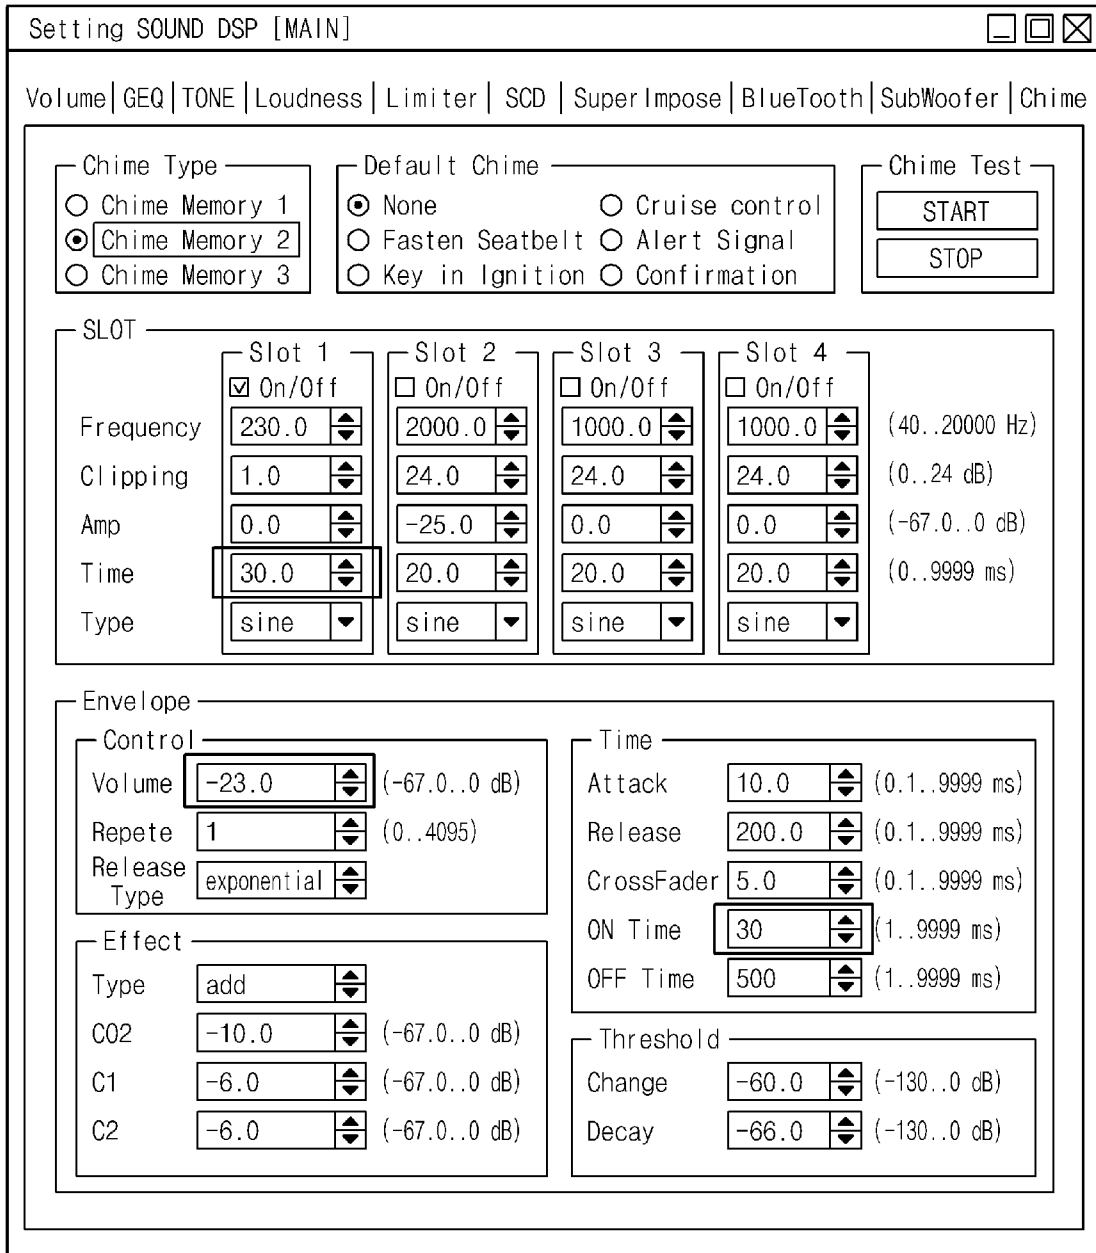 Setting SOUND DSP [MAIN]
Volume|GEQ|TONE|Loudness|Limiter| SCD |SuperImpose|BlueTooth|SubWoofer|Chime
Chime Type
Chime Memory 1
Chime Memory 2
Chime Memory 3
Default Chime
None
Cruise control
Fasten Seatbelt
Alert Signal
Key in Ignition
Confirmation
Chime Test
START
STOP
SLOT
Slot 1 Slot 2 Slot 3 Slot 4
On/Off On/Off On/Off On/Off
Frequency 230.0 2000.0 1000.0 1000.0 (40..20000 Hz)
Clipping 1.0 24.0 24.0 24.0 (0..24 dB)
Amp 0.0 -25.0 0.0 0.0 (-67.0..0 dB)
Time 30.0 20.0 20.0 20.0 (0..9999 ms)
Type sine sine sine sine
Envelope
Control
Volume -23.0 (-67.0..0 dB)
Repete 1 (0..4095)
Release
Type
exponential
Effect
Type add
C02 -10.0 (-67.0..0 dB)
C1 -6.0 (-67.0..0 dB)
C2 -6.0 (-67.0..0 dB)
Time
Attack 10.0 (0.1..9999 ms)
Release 200.0 (0.1..9999 ms)
CrossFader 5.0 (0.1..9999 ms)
ON Time 30 (1..9999 ms)
OFF Time 500 (1..9999 ms)
Threshold
Change -60.0 (-130..0 dB)
Decay -66.0 (-130..0 dB)